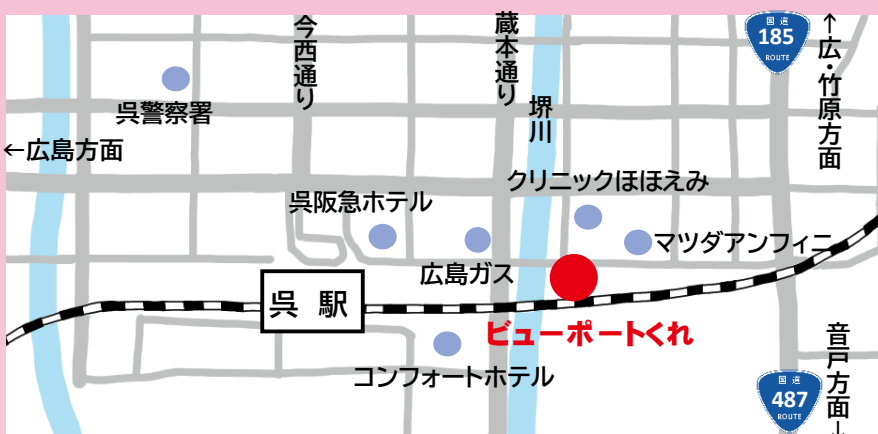 今西通り
蔵本通り
国道
185
ROUTE
↑広・竹原方面
呉警察署
堺川
←広島方面
クリニックほほえみ
呉阪急ホテル
マツダアンフィニ
広島ガス
呉駅
ビューポートくれ
コンフォートホテル
国道
487
ROUTE
音戸方面↓